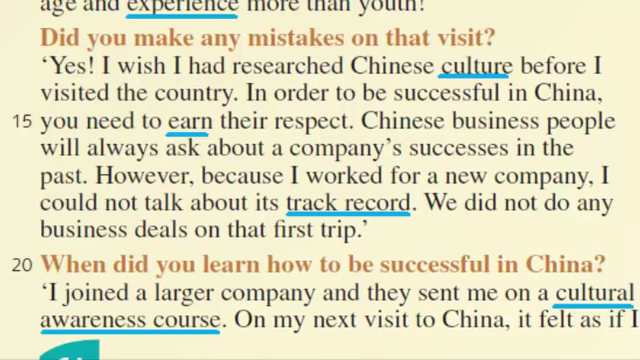 age and experience more than youth!
Did you make any mistakes on that visit?
‘Yes! I wish I had researched Chinese culture before I
visited the country. In order to be successful in China,
15 you need to earn their respect. Chinese business people
will always ask about a company’s successes in the
past. However, because I worked for a new company, I
could not talk about its track record. We did not do any
business deals on that first trip.’
20 When did you learn how to be successful in China?
‘I joined a larger company and they sent me on a cultural
awareness course. On my next visit to China, it felt as if I